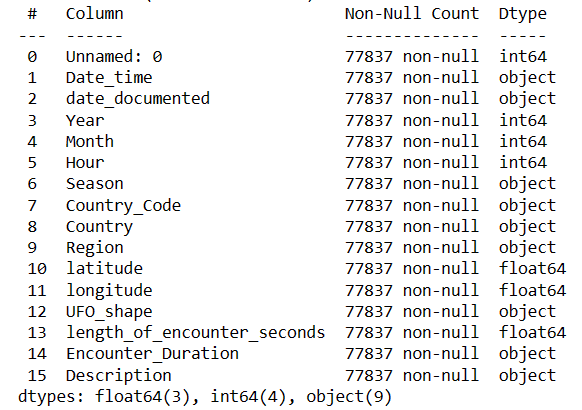 #   Column                       Non-Null Count  Dtype
---  ------                       --------------  -----
0   Unnamed: 0                   77837 non-null  int64
1   Date_time                    77837 non-null  object
2   date_documented              77837 non-null  object
3   Year                         77837 non-null  int64
4   Month                        77837 non-null  int64
5   Hour                         77837 non-null  int64
6   Season                       77837 non-null  object
7   Country_Code                 77837 non-null  object
8   Country                      77837 non-null  object
9   Region                       77837 non-null  object
10  latitude                     77837 non-null  float64
11  longitude                    77837 non-null  float64
12  UFO_shape                    77837 non-null  object
13  length_of_encounter_seconds  77837 non-null  float64
14  Encounter_Duration           77837 non-null  object
15  Description                  77837 non-null  object
dtypes: float64(3), int64(4), object(9)